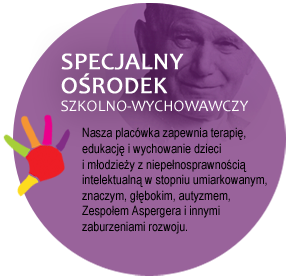 SPECJALNY
OŚRODEK
SZKOLNO-WYCHOWAWCZY
Nasza placówka zapewnia terapię,
edukację i wychowanie dzieci
i młodzieży z niepełnosprawnością
intelektualną w stopniu umiarkowanym,
znaczym, głębokim, autyzmem,
Zespołem Aspergera i innymi
zaburzeniami rozwoju.